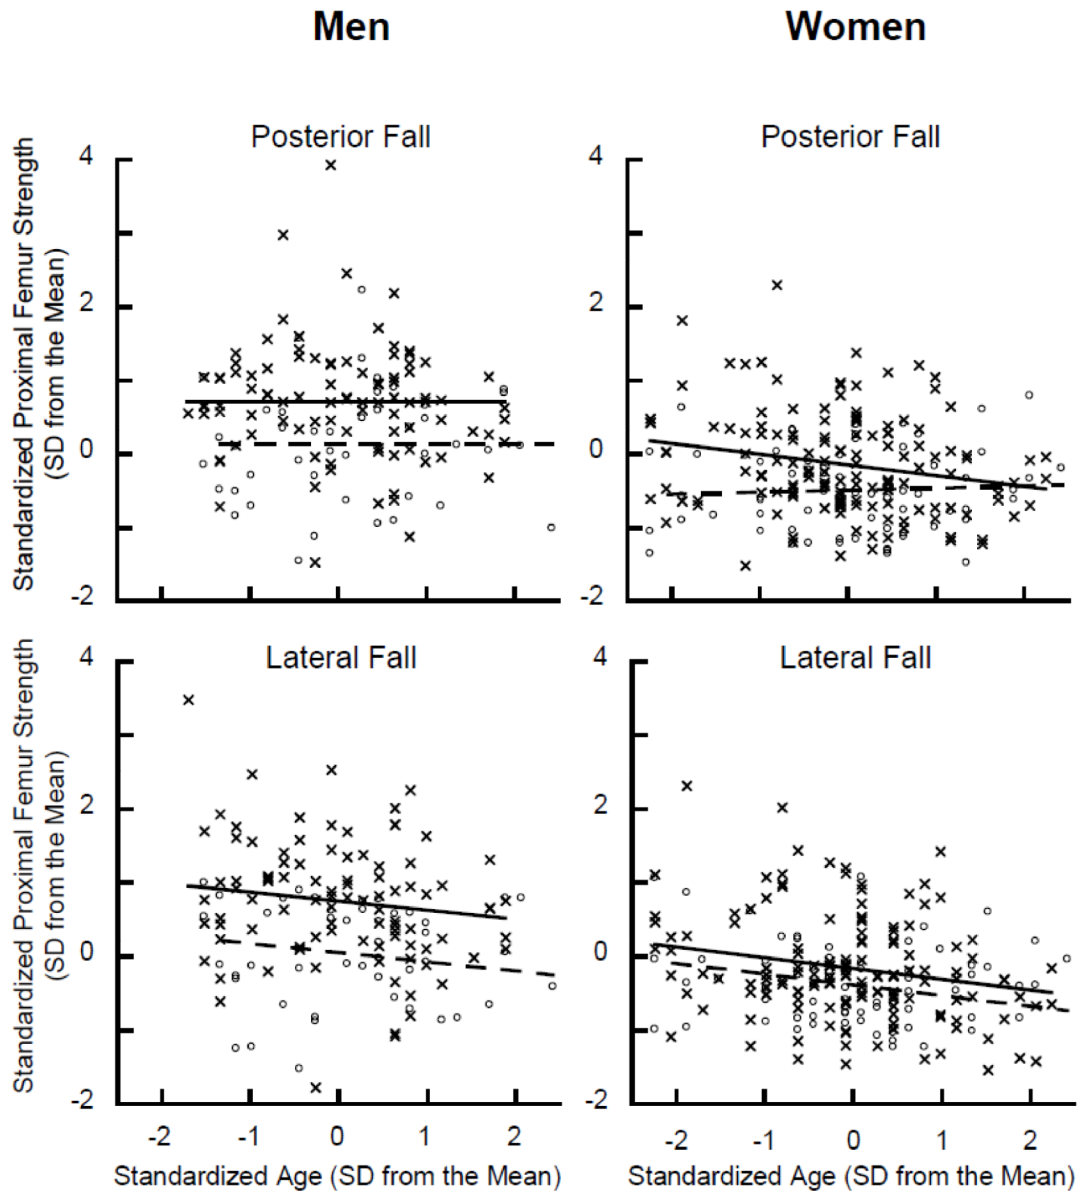 Men
Women
Posterior Fall
Posterior Fall
Standardized Proximal Femur Strength
(SD from the Mean)
4
2
0
-2
4
2
0
-2
Lateral Fall
Lateral Fall
Standardized Proximal Femur Strength
(SD from the Mean)
4
2
0
-2
4
2
0
-2
-2 -1 0 1 2
-2 -1 0 1 2
Standardized Age (SD from the Mean)
Standardized Age (SD from the Mean)